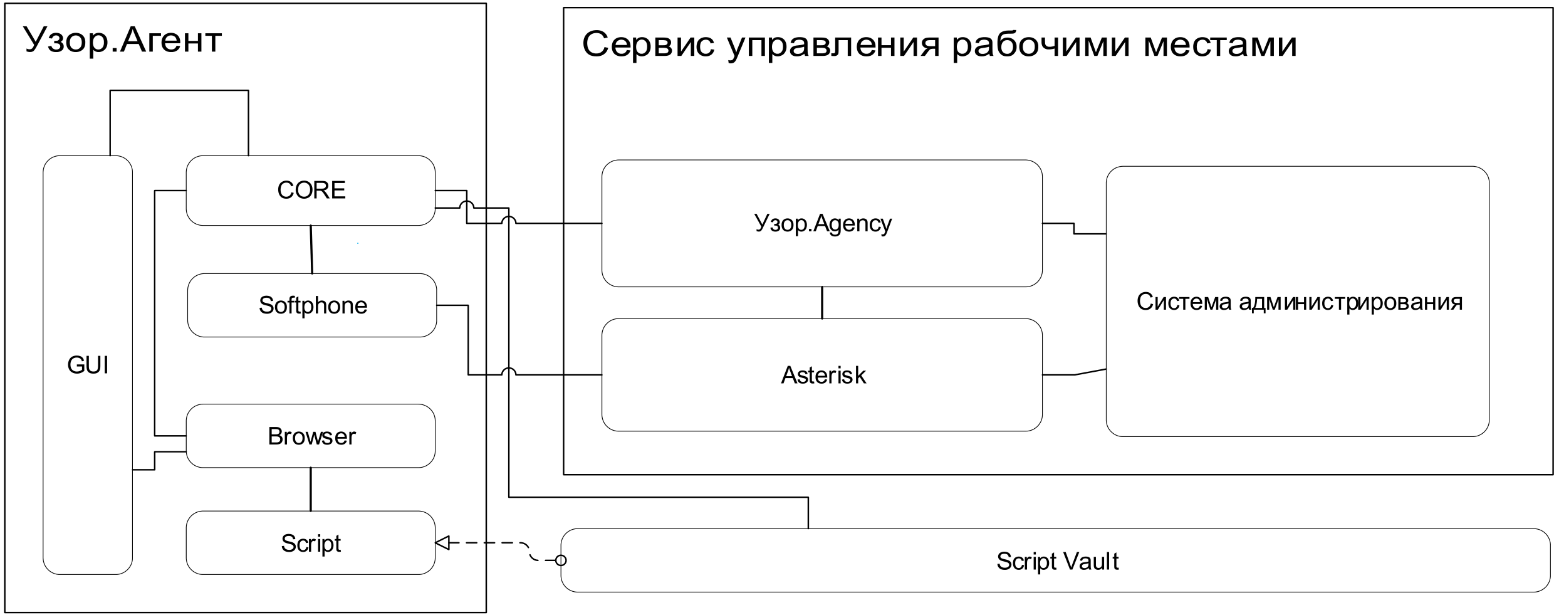 Узор.Агент
Сервис управления рабочими местами
CORE
Узор.Agency
Softphone
Система администрирования
GUI
Asterisk
Browser
Script
Script Vault